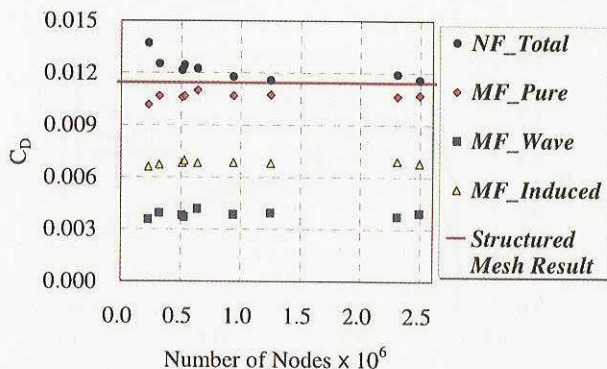 0.015
0.012
0.009
0.006
0.003
0.000
C_D
0.0 0.5 1.0 1.5 2.0 2.5
Number of Nodes x 10^6
NF_Total
MF_Pure
MF_Wave
MF_Induced
Structured
Mesh Result